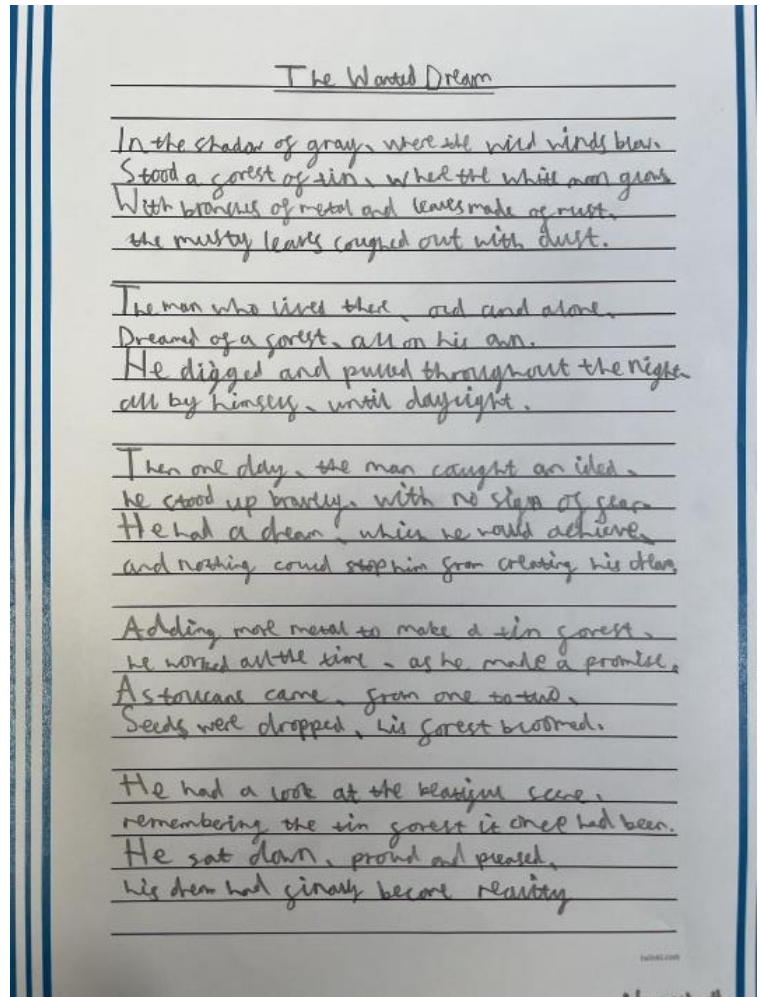 The Wanted Dream
In the shadow of gray, where the wild winds blow.
Stood a forest of tin, where the white man grows
With branches of metal and leaves made of rust.
the musty leaves coughed out with dust.
The man who lives there, old and alone.
Dreamed of a forest, all on his own.
He digged and pulled throughout the night
all by himself, until daylight.
Then one day, the man caught an idea,
he stood up bravely, with no sign of fear.
He had a dream, which he would achieve,
and nothing could stop him from creating his dream,
Adding more metal to make a tin forest,
he worked all the time, as he made a promise.
As toucans came, from one to two,
Seeds were dropped, his forest bloomed.
He had a look at the beatiful scene,
remembering the tin forest it once had been.
He sat down, proud and pleased,
his dream had finally become reality
twinkl.com